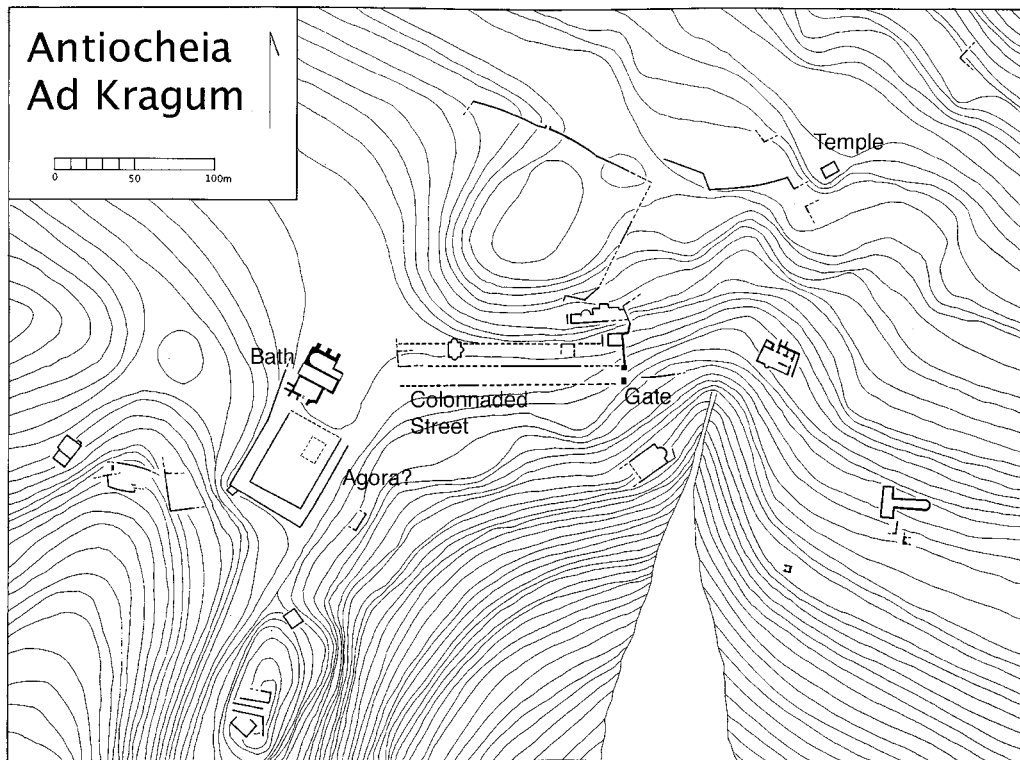 Antiocheia
Ad Kragum
0 50 100m
Temple
Bath
Colonnaded
Street
Gate
Agora?